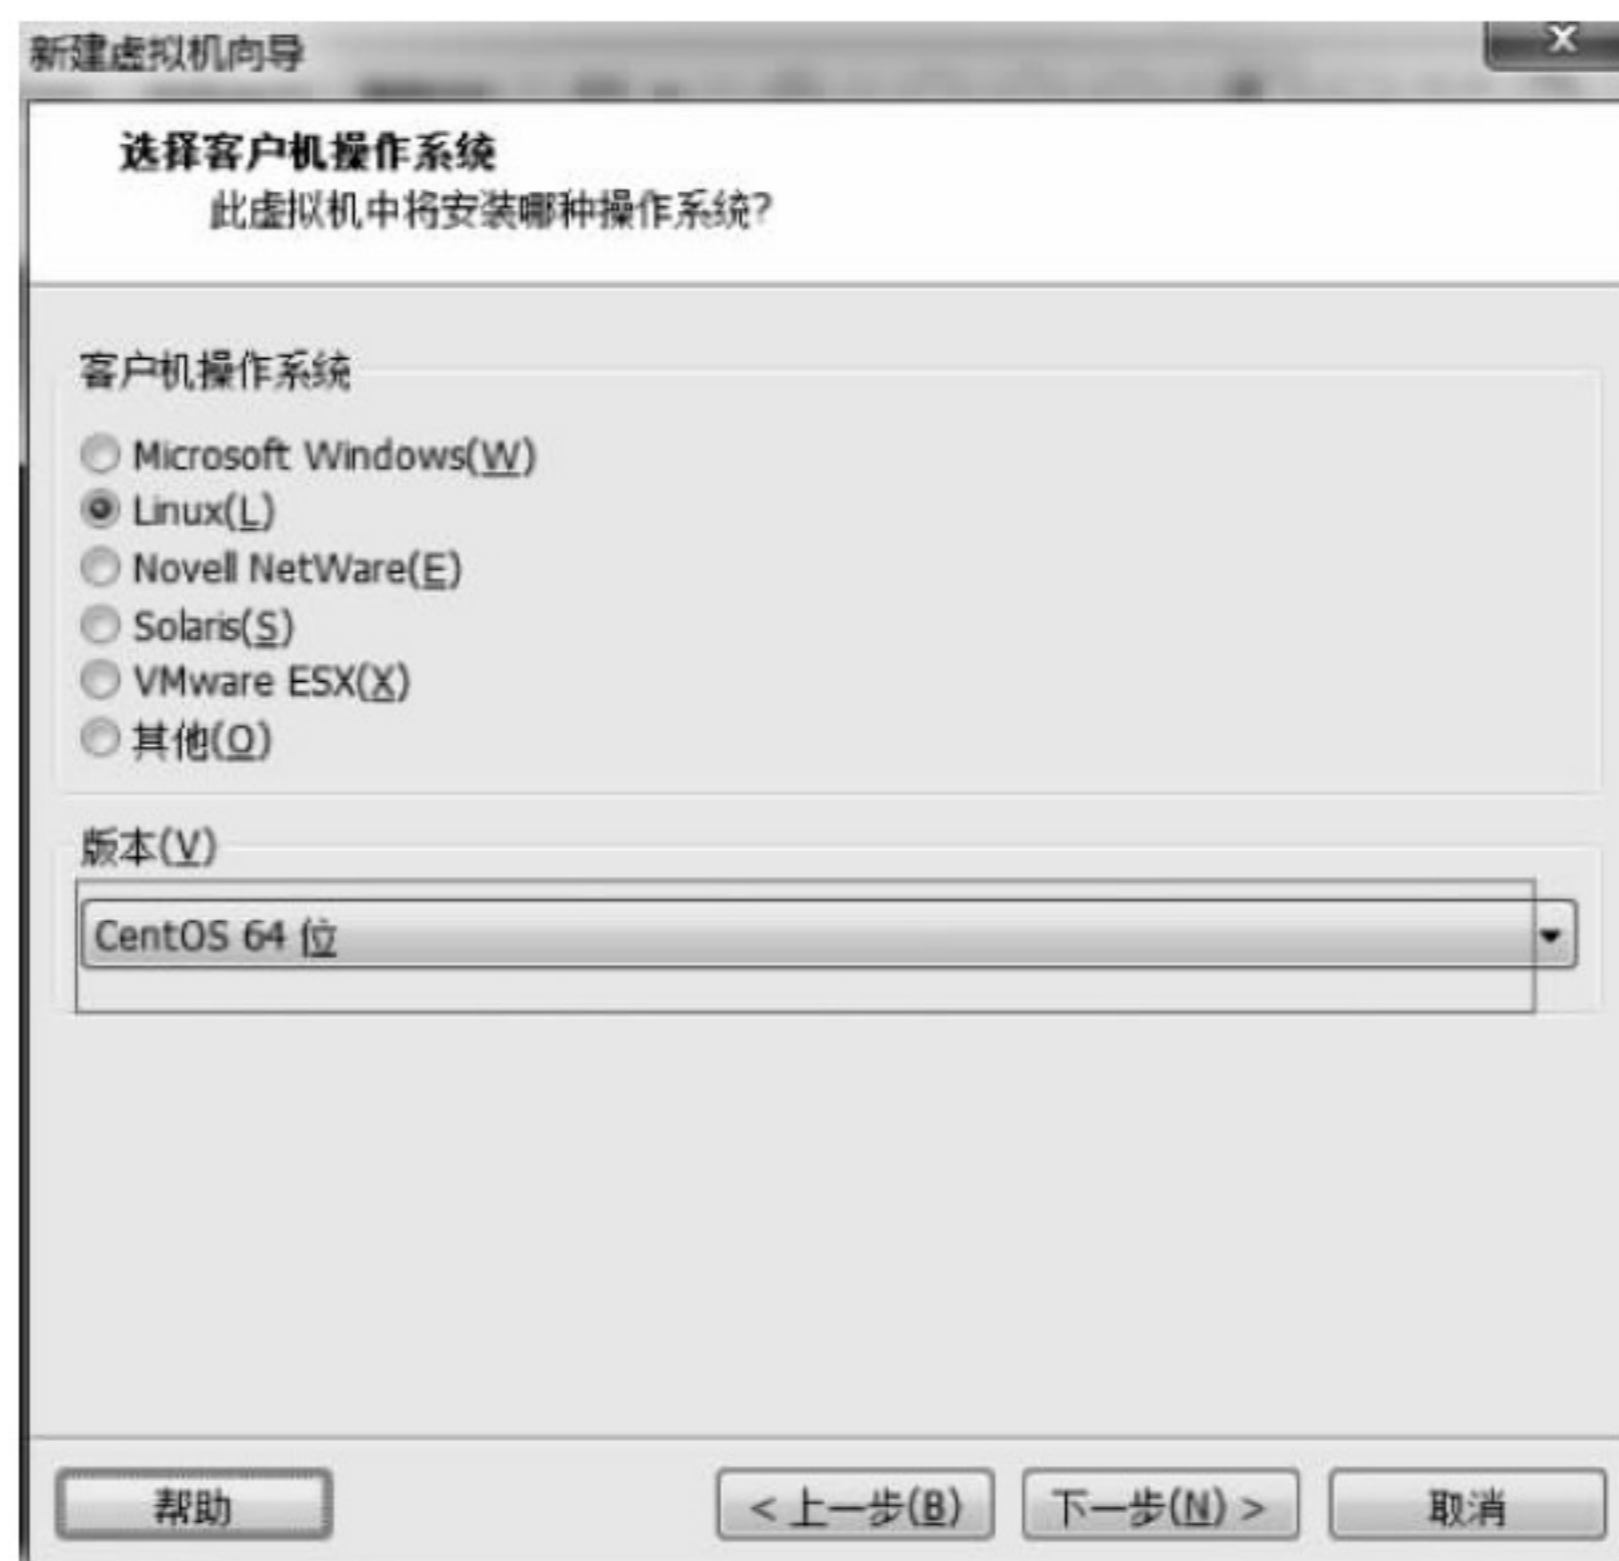 新建虚拟机向导
选择客户机操作系统
此虚拟机中将安装哪种操作系统?
客户机操作系统
Microsoft Windows(W)
Linux(L)
Novell NetWare(E)
Solaris(S)
VMware ESX(X)
其他(O)
版本(V)
CentOS 64 位
帮助
< 上一步(B)
下一步(N) >
取消